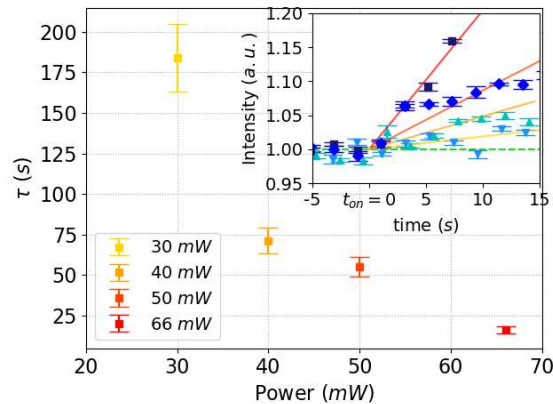 200
175
150
125
100
75
50
25
τ (s)
20
30
40
50
60
70
Power (mW)
30 mW
40 mW
50 mW
66 mW
1.20
1.15
1.10
1.05
1.00
0.95
Intensity (a. u.)
-5
t_on = 0
5
10
15
time (s)